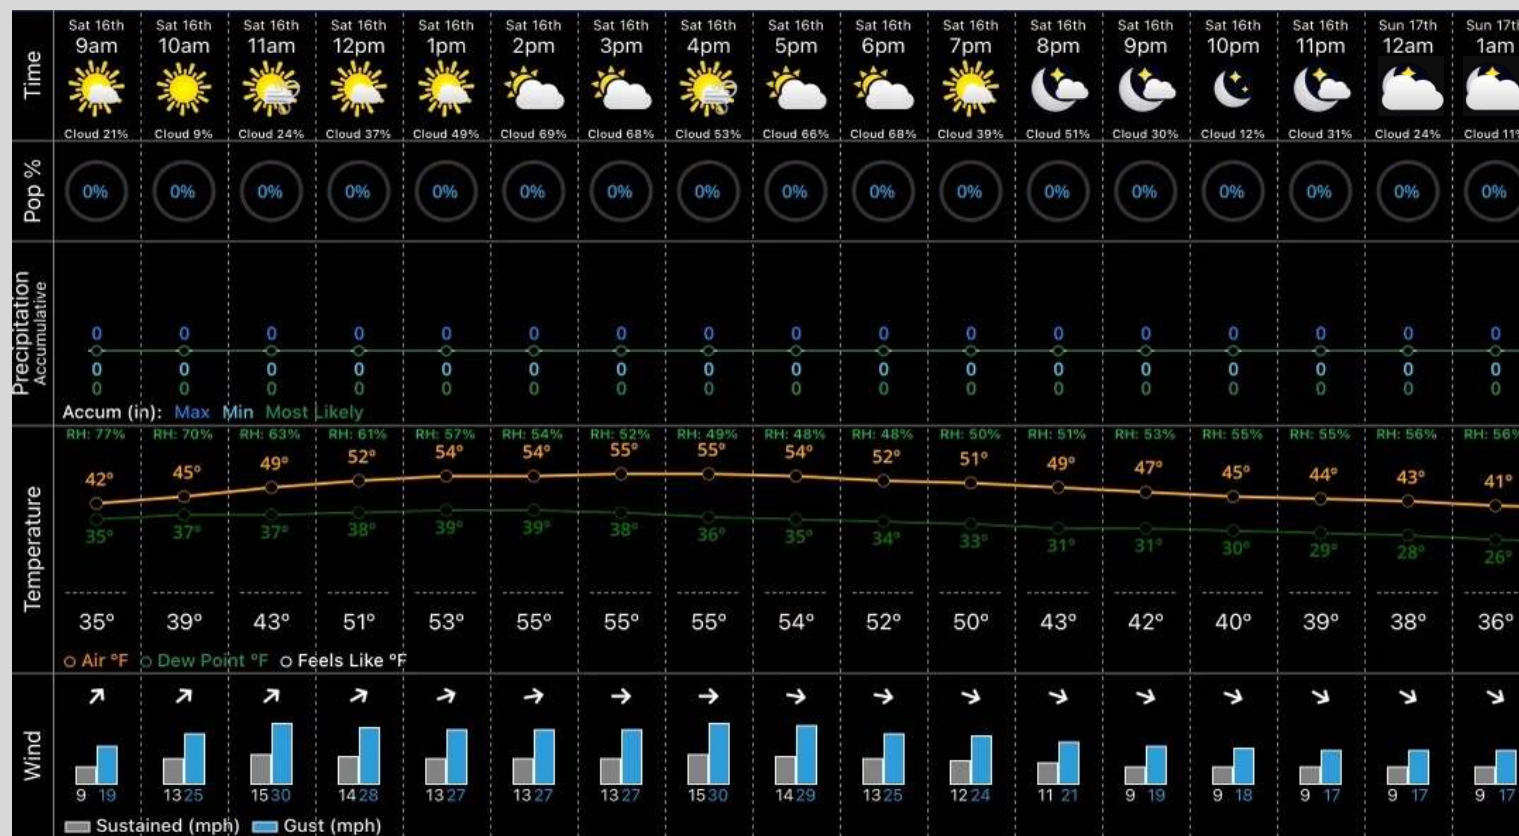 Time
Sat 16th Sat 16th Sat 16th Sat 16th Sat 16th Sat 16th Sat 16th Sat 16th Sat 16th Sat 16th Sat 16th Sat 16th Sat 16th Sat 16th Sat 16th Sun 17th Sun 17th
9am 10am 11am 12pm 1pm 2pm 3pm 4pm 5pm 6pm 7pm 8pm 9pm 10pm 11pm 12am 1am
Cloud 21% Cloud 9% Cloud 24% Cloud 37% Cloud 49% Cloud 69% Cloud 68% Cloud 53% Cloud 66% Cloud 68% Cloud 39% Cloud 51% Cloud 30% Cloud 12% Cloud 31% Cloud 24% Cloud 11%
Pop %
0% 0% 0% 0% 0% 0% 0% 0% 0% 0% 0% 0% 0% 0% 0% 0% 0%
Precipitation
Accumulative
0 0 0 0 0 0 0 0 0 0 0 0 0 0 0 0 0
0 0 0 0 0 0 0 0 0 0 0 0 0 0 0 0 0
0 0 0 0 0 0 0 0 0 0 0 0 0 0 0 0 0
Accum (in): Max Min Most Likely
Temperature
RH: 77% RH: 70% RH: 63% RH: 61% RH: 57% RH: 54% RH: 52% RH: 49% RH: 48% RH: 48% RH: 50% RH: 51% RH: 53% RH: 55% RH: 55% RH: 56% RH: 56%
42° 45° 49° 52° 54° 54° 55° 55° 54° 52° 51° 49° 47° 45° 44° 43° 41°
35° 37° 37° 38° 39° 39° 38° 36° 35° 34° 33° 31° 31° 30° 29° 28° 26°
35° 39° 43° 51° 53° 55° 55° 55° 54° 52° 50° 43° 42° 40° 39° 38° 36°
Air °F Dew Point °F Feels Like °F
Wind
9 19 13 25 15 30 14 28 13 27 13 27 13 27 15 30 14 29 13 25 12 24 11 21 9 19 9 18 9 17 9 17 9 17
Sustained (mph) Gust (mph)